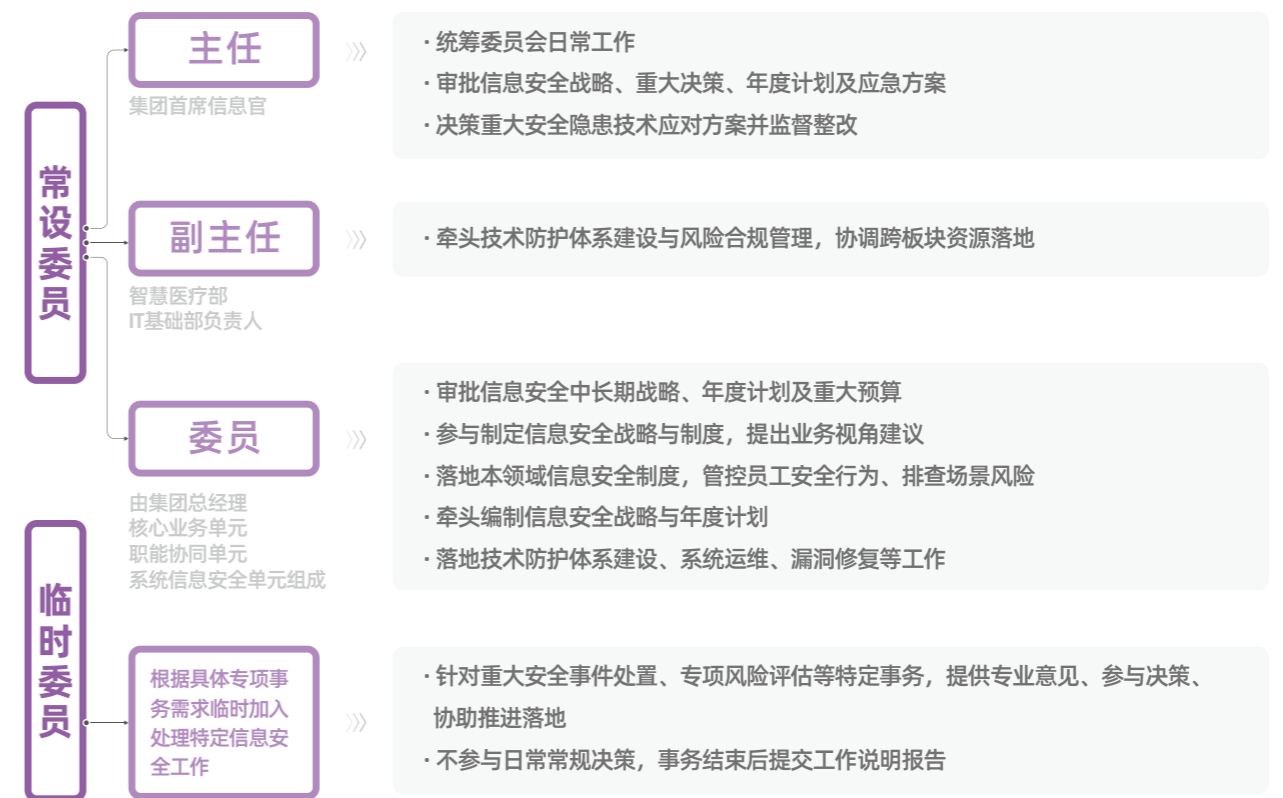 常设委员
主任
集团首席信息官
· 统筹委员会日常工作
· 审批信息安全战略、重大决策、年度计划及应急方案
· 决策重大安全隐患技术应对方案并监督整改
副主任
智慧医疗部
IT基础部负责人
· 牵头技术防护体系建设与风险合规管理，协调跨板块资源落地
委员
由集团总经理
核心业务单元
职能协同单元
系统信息安全单元组成
· 审批信息安全中长期战略、年度计划及重大预算
· 参与制定信息安全战略与制度，提出业务视角建议
· 落地本领域信息安全制度，管控员工安全行为、排查场景风险
· 牵头编制信息安全战略与年度计划
· 落地技术防护体系建设、系统运维、漏洞修复等工作
临时委员
根据具体专项事
务需求临时加入
处理特定信息安
全工作
· 针对重大安全事件处置、专项风险评估等特定事务，提供专业意见、参与决策、
协助推进落地
· 不参与日常常规决策，事务结束后提交工作说明报告